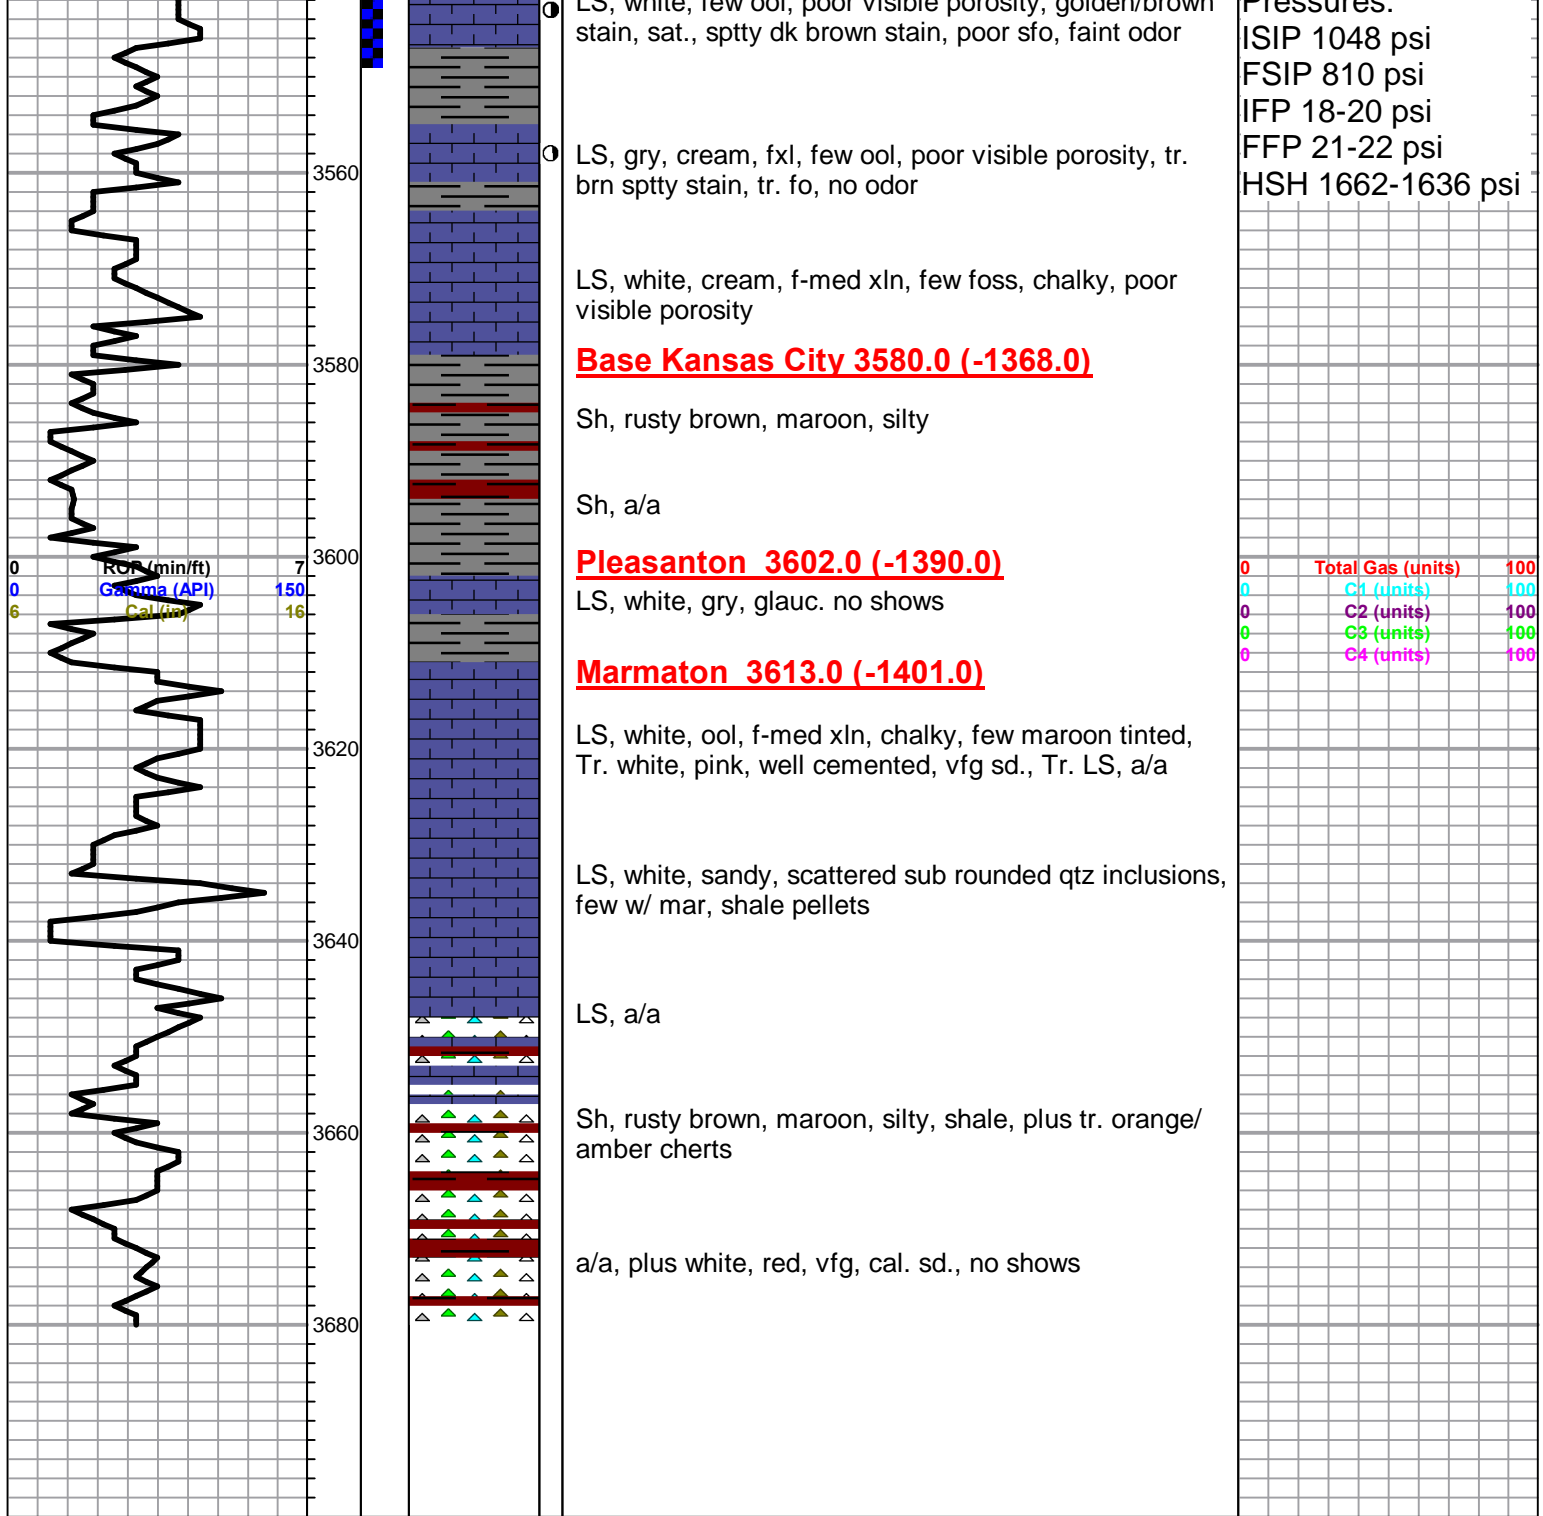 LS, white, few ool, poor visible porosity, golden/brown
stain, sat., sptty dk brown stain, poor sfo, faint odor
Pressures:
ISIP 1048 psi
FSIP 810 psi
IFP 18-20 psi
FFP 21-22 psi
HSH 1662-1636 psi
3560
LS, gry, cream, fxl, few ool, poor visible porosity, tr.
brn sptty stain, tr. fo, no odor
LS, white, cream, f-med xln, few foss, chalky, poor
visible porosity
3580
Base Kansas City 3580.0 (-1368.0)
Sh, rusty brown, maroon, silty
Sh, a/a
3600
Pleasanton  3602.0 (-1390.0)
0 ROP (min/ft) 7
0 Gamma (API) 150
6 Cal (in) 16
0 Total Gas (units) 100
0 C1 (units) 100
0 C2 (units) 100
0 C3 (units) 100
0 C4 (units) 100
LS, white, gry, glauc. no shows
Marmaton  3613.0 (-1401.0)
3620
LS, white, ool, f-med xln, chalky, few maroon tinted,
Tr. white, pink, well cemented, vfg sd., Tr. LS, a/a
LS, white, sandy, scattered sub rounded qtz inclusions,
few w/ mar, shale pellets
3640
LS, a/a
3660
Sh, rusty brown, maroon, silty, shale, plus tr. orange/
amber cherts
a/a, plus white, red, vfg, cal. sd., no shows
3680